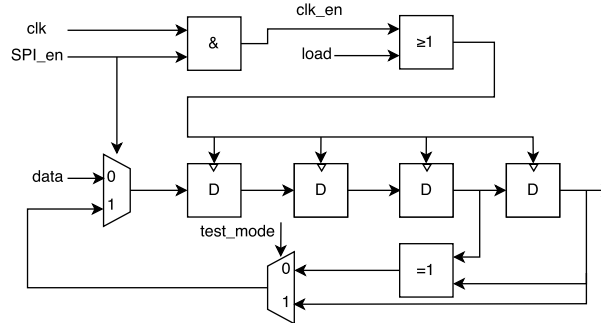 clk
clk_en
&
≥1
SPI_en
load
data
0
1
D
D
D
D
test_mode
0
1
=1